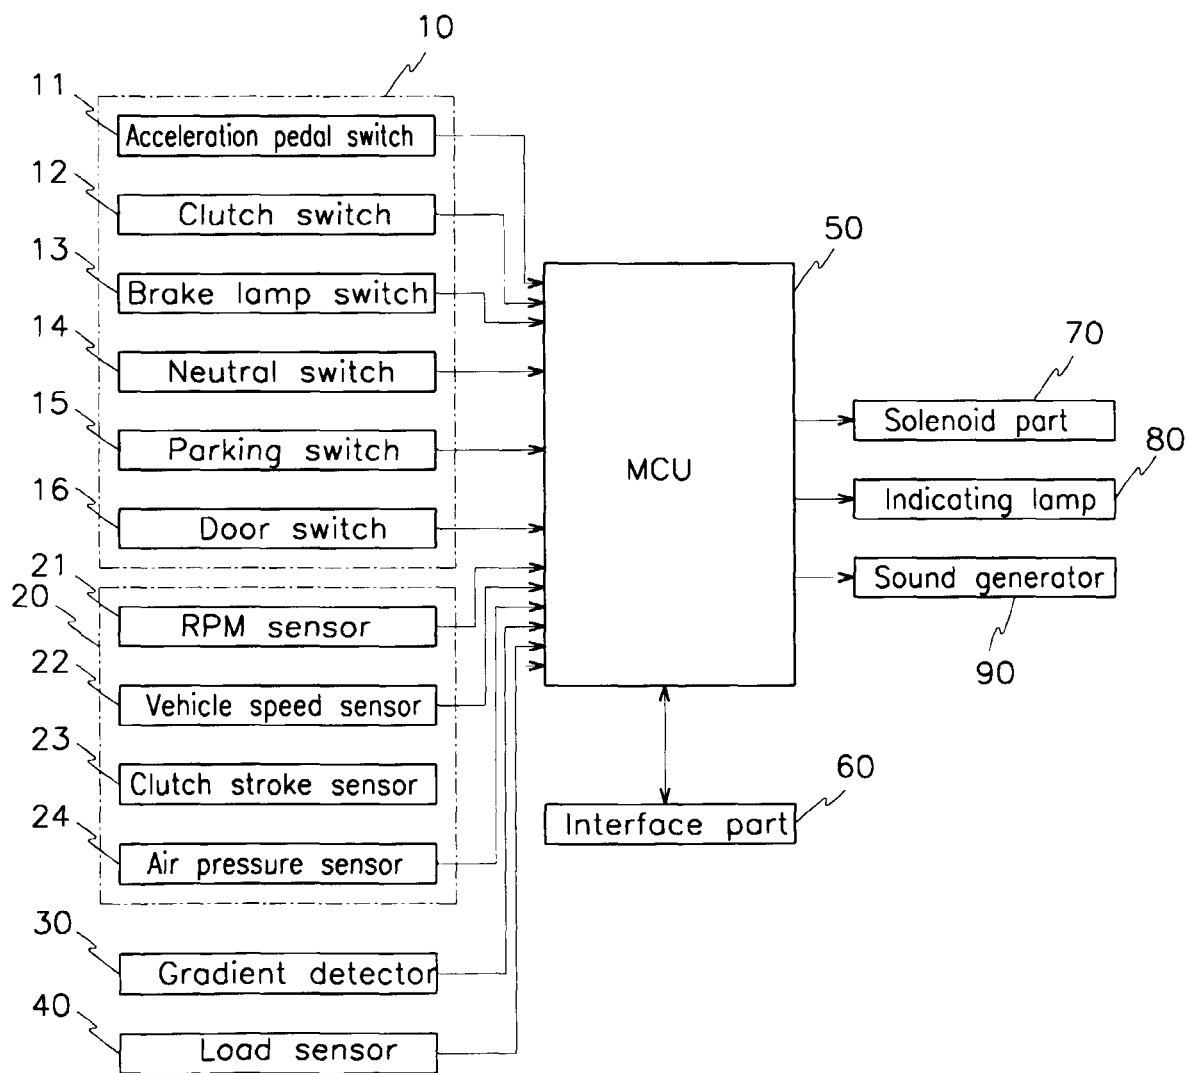 10
11
Acceleration pedal switch
12
Clutch switch
13
Brake lamp switch
14
Neutral switch
15
Parking switch
16
Door switch
21
20
RPM sensor
22
Vehicle speed sensor
23
Clutch stroke sensor
24
Air pressure sensor
30
Gradient detector
40
Load sensor
50
MCU
60
Interface part
70
Solenoid part
80
Indicating lamp
Sound generator
90